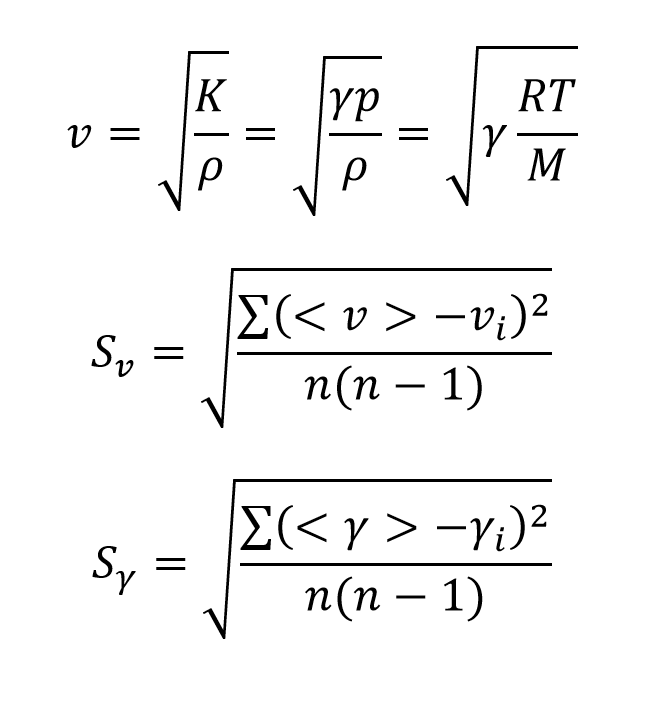 v = √(K/ρ) = √(γp/ρ) = √(γ RT/M)
S_v = √(∑(< v > −v_i)²/n(n − 1))
S_γ = √(∑(< γ > −γ_i)²/n(n − 1))